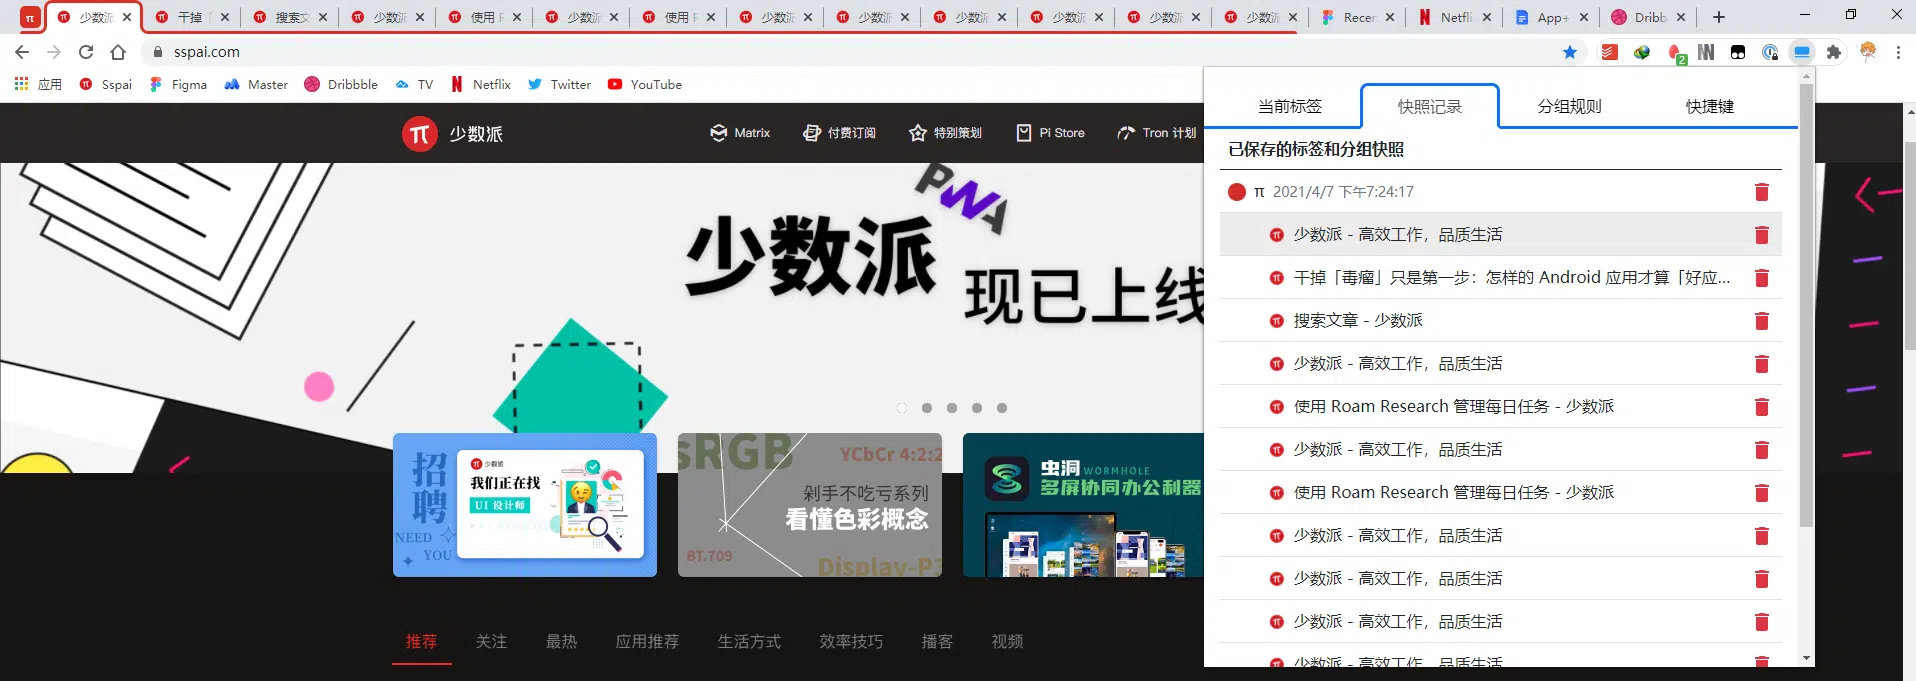 π
少数派
干掉「
搜索文
少数派
使用 R
少数派
使用 R
少数派
少数派
少数派
少数派
少数派
少数派
Recen
Netfli
App+
Dribb
sspai.com
2
应用
Sspai
Figma
Master
Dribbble
TV
Netflix
Twitter
YouTube
π 少数派
Matrix
付费订阅
特别策划
Pi Store
Tron 计划
PWA
少数派
现已上线
招聘
NEED
YOU
少数派
我们正在找
UI 设计师
sRGB
YCbCr 4:2:2
剁手不吃亏系列
看懂色彩概念
BT.709
Display-P3
虫洞 WORMHOLE
多屏协同办公利器
推荐
关注
最热
应用推荐
生活方式
效率技巧
播客
视频
当前标签
快照记录
分组规则
快捷键
已保存的标签和分组快照
π 2021/4/7 下午7:24:17
少数派 - 高效工作，品质生活
干掉「毒瘤」只是第一步：怎样的 Android 应用才算「好应...
搜索文章 - 少数派
少数派 - 高效工作，品质生活
使用 Roam Research 管理每日任务 - 少数派
少数派 - 高效工作，品质生活
使用 Roam Research 管理每日任务 - 少数派
少数派 - 高效工作，品质生活
少数派 - 高效工作，品质生活
少数派 - 高效工作，品质生活
少数派 - 高效工作，品质生活